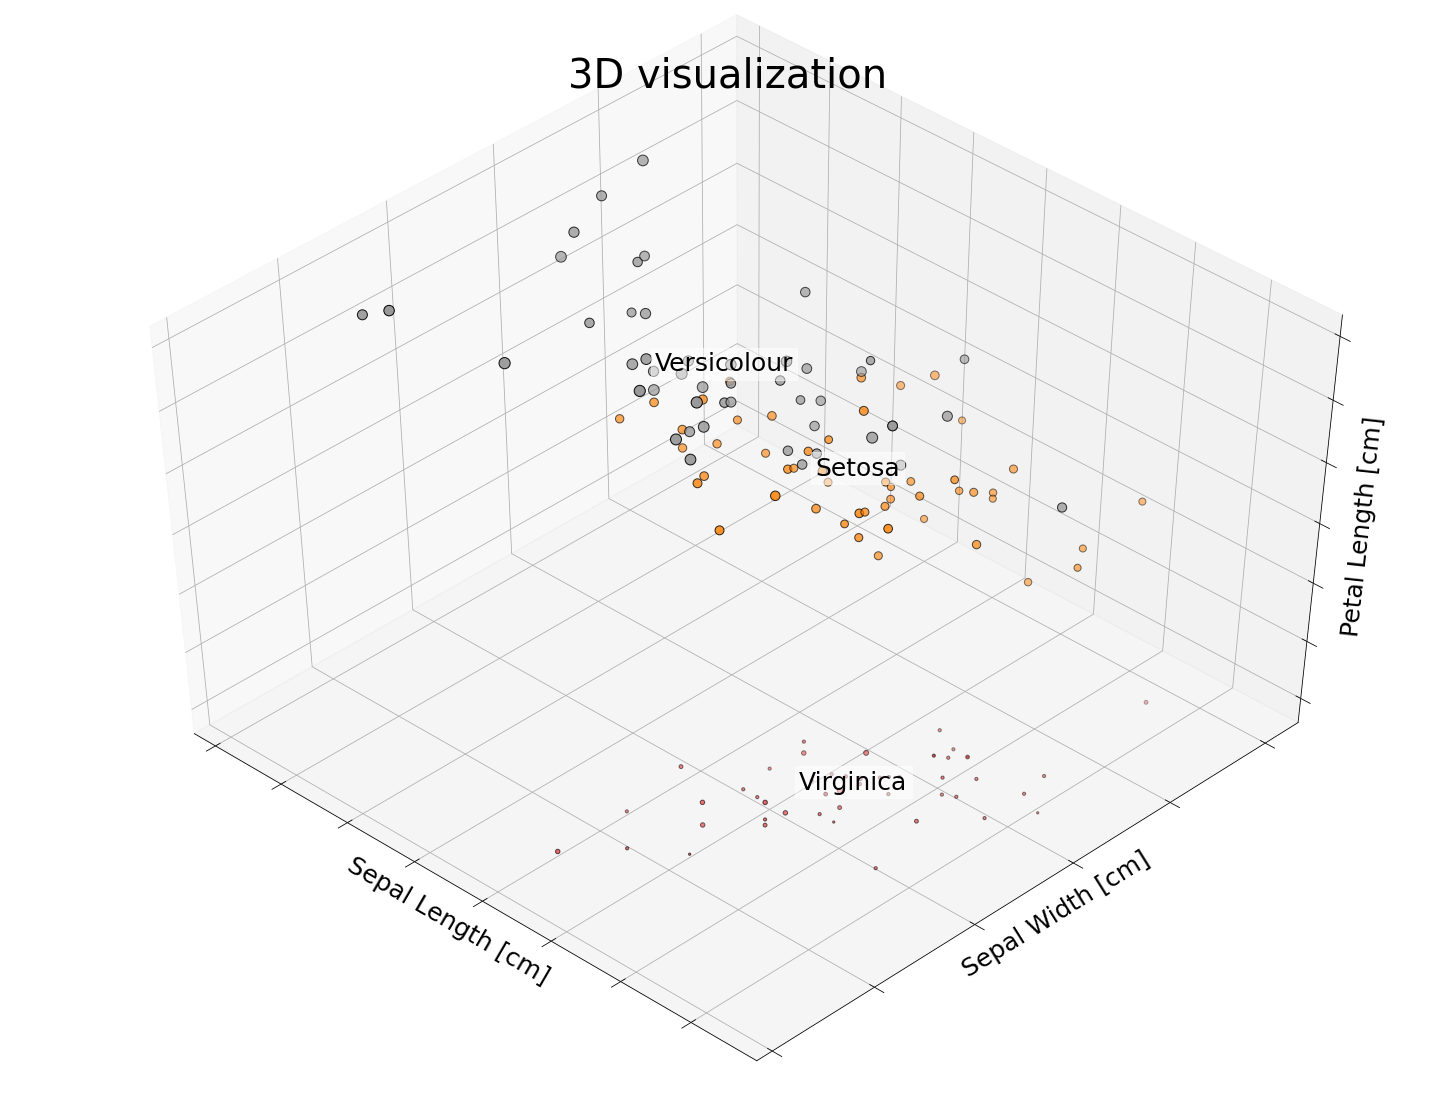 3D visualization
Versicolour
Setosa
Virginica
Petal Length [cm]
Sepal Length [cm]
Sepal Width [cm]